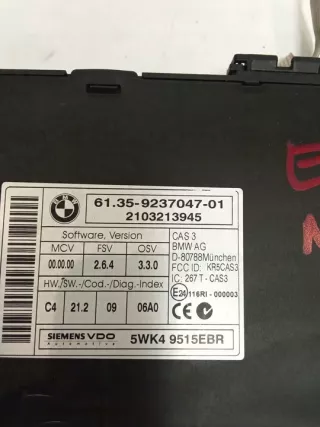 BMW
61.35-9237047-01
2103213945
Software, Version
MCV FSV OSV
00.00.00 2.6.4 3.3.0
HW./SW.-/Cod.-/Diag.-Index
C4 21.2 09 06A0
CAS 3
BMW AG
D-80788München
FCC ID: KR5CAS3
IC: 267 T - CAS3
E24 116RI - 000003
CE
SIEMENS VDO
Automotive
5WK4 9515EBR
E